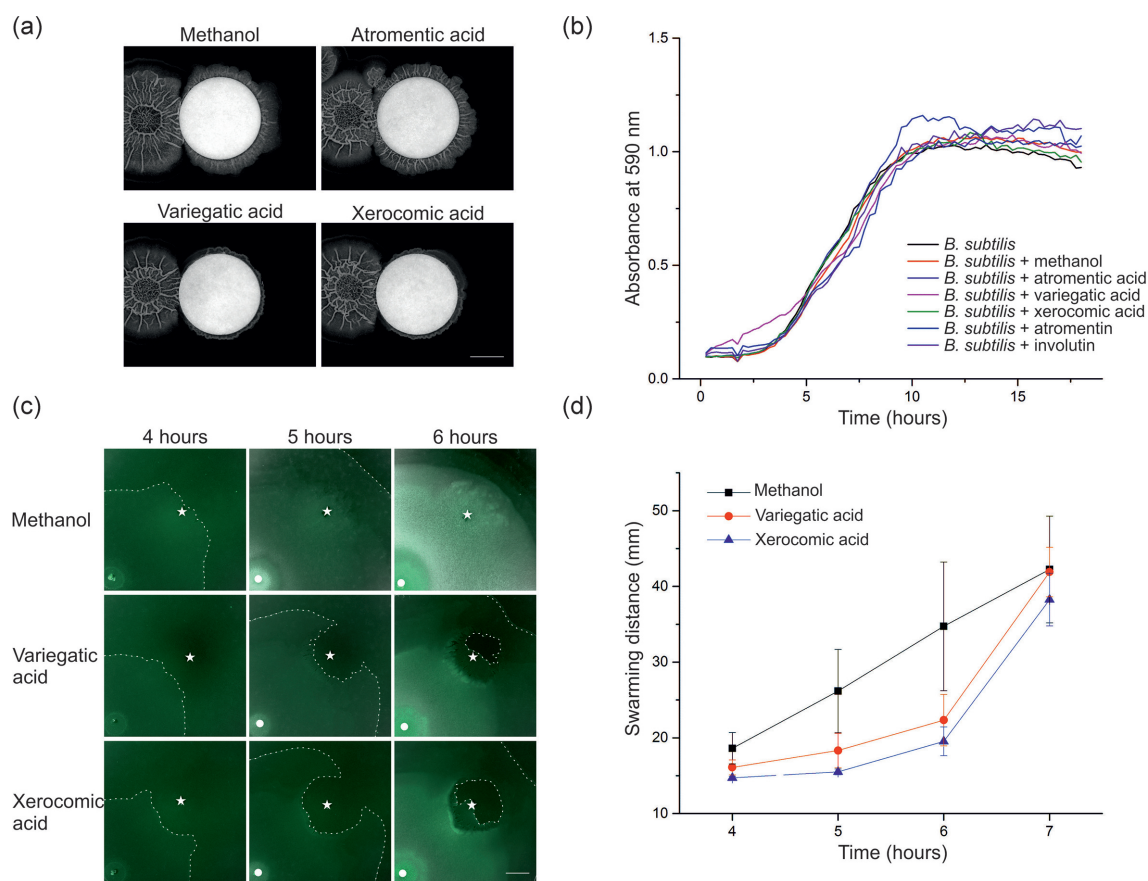 (a)
Methanol
Atromentic acid
Variegatic acid
Xerocomic acid
(b)
1.5
1.0
0.5
0.0
Absorbance at 590 nm
B. subtilis
B. subtilis + methanol
B. subtilis + atromentic acid
B. subtilis + variegatic acid
B. subtilis + xerocomic acid
B. subtilis + atromentin
B. subtilis + involutin
0 5 10 15
Time (hours)
(c)
4 hours 5 hours 6 hours
Methanol
Variegatic
acid
Xerocomic
acid
(d)
Methanol
Variegatic acid
Xerocomic acid
50
40
30
20
10
Swarming distance (mm)
4 5 6 7
Time (hours)